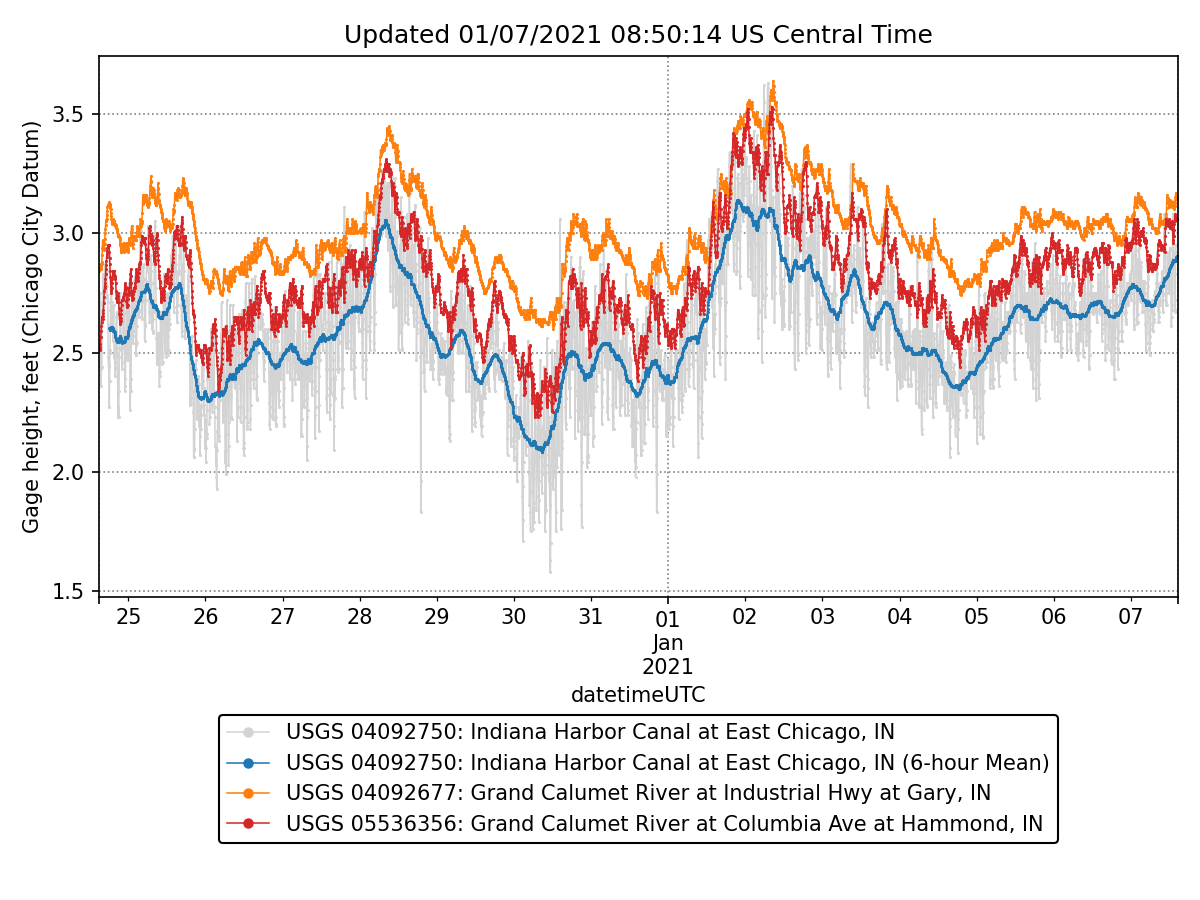 Updated 01/07/2021 08:50:14 US Central Time
Gage height, feet (Chicago City Datum)
3.5
3.0
2.5
2.0
1.5
25 26 27 28 29 30 31 01 02 03 04 05 06 07
Jan
2021
datetimeUTC
USGS 04092750: Indiana Harbor Canal at East Chicago, IN
USGS 04092750: Indiana Harbor Canal at East Chicago, IN (6-hour Mean)
USGS 04092677: Grand Calumet River at Industrial Hwy at Gary, IN
USGS 05536356: Grand Calumet River at Columbia Ave at Hammond, IN